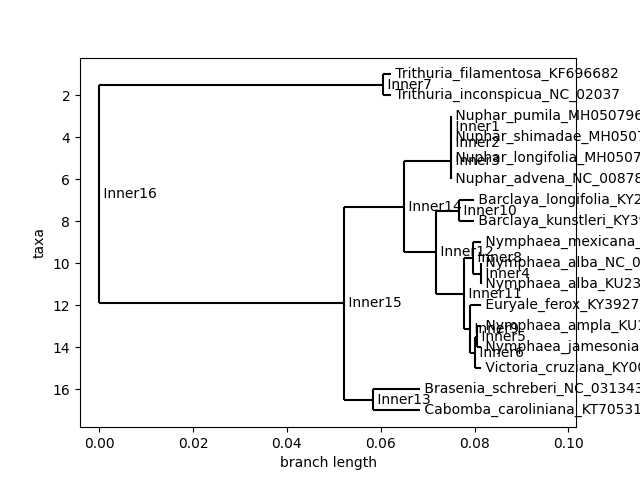 Trithuria_filamentosa_KF696682
Inner7
2
Trithuria_inconspicua_NC_02037
Nuphar_pumila_MH050796
Inner1
4
Nuphar_shimadae_MH0507
Inner2
Nuphar_longifolia_MH0507
Inner3
6
Nuphar_advena_NC_00878
Inner16
Barclaya_longifolia_KY2
Inner14
Inner10
8
Barclaya_kunstleri_KY39
taxa
Nymphaea_mexicana_
Inner12
Inner8
10
Nymphaea_alba_NC_0
Inner4
Nymphaea_alba_KU23
Inner11
Inner15
12
Euryale_ferox_KY3927
Nymphaea_ampla_KU1
Inner9
Inner5
14
Nymphaea_jamesonia
Inner6
Victoria_cruziana_KY00
16
Brasenia_schreberi_NC_031343
Inner13
Cabomba_caroliniana_KT70531
0.00 0.02 0.04 0.06 0.08 0.10
branch length